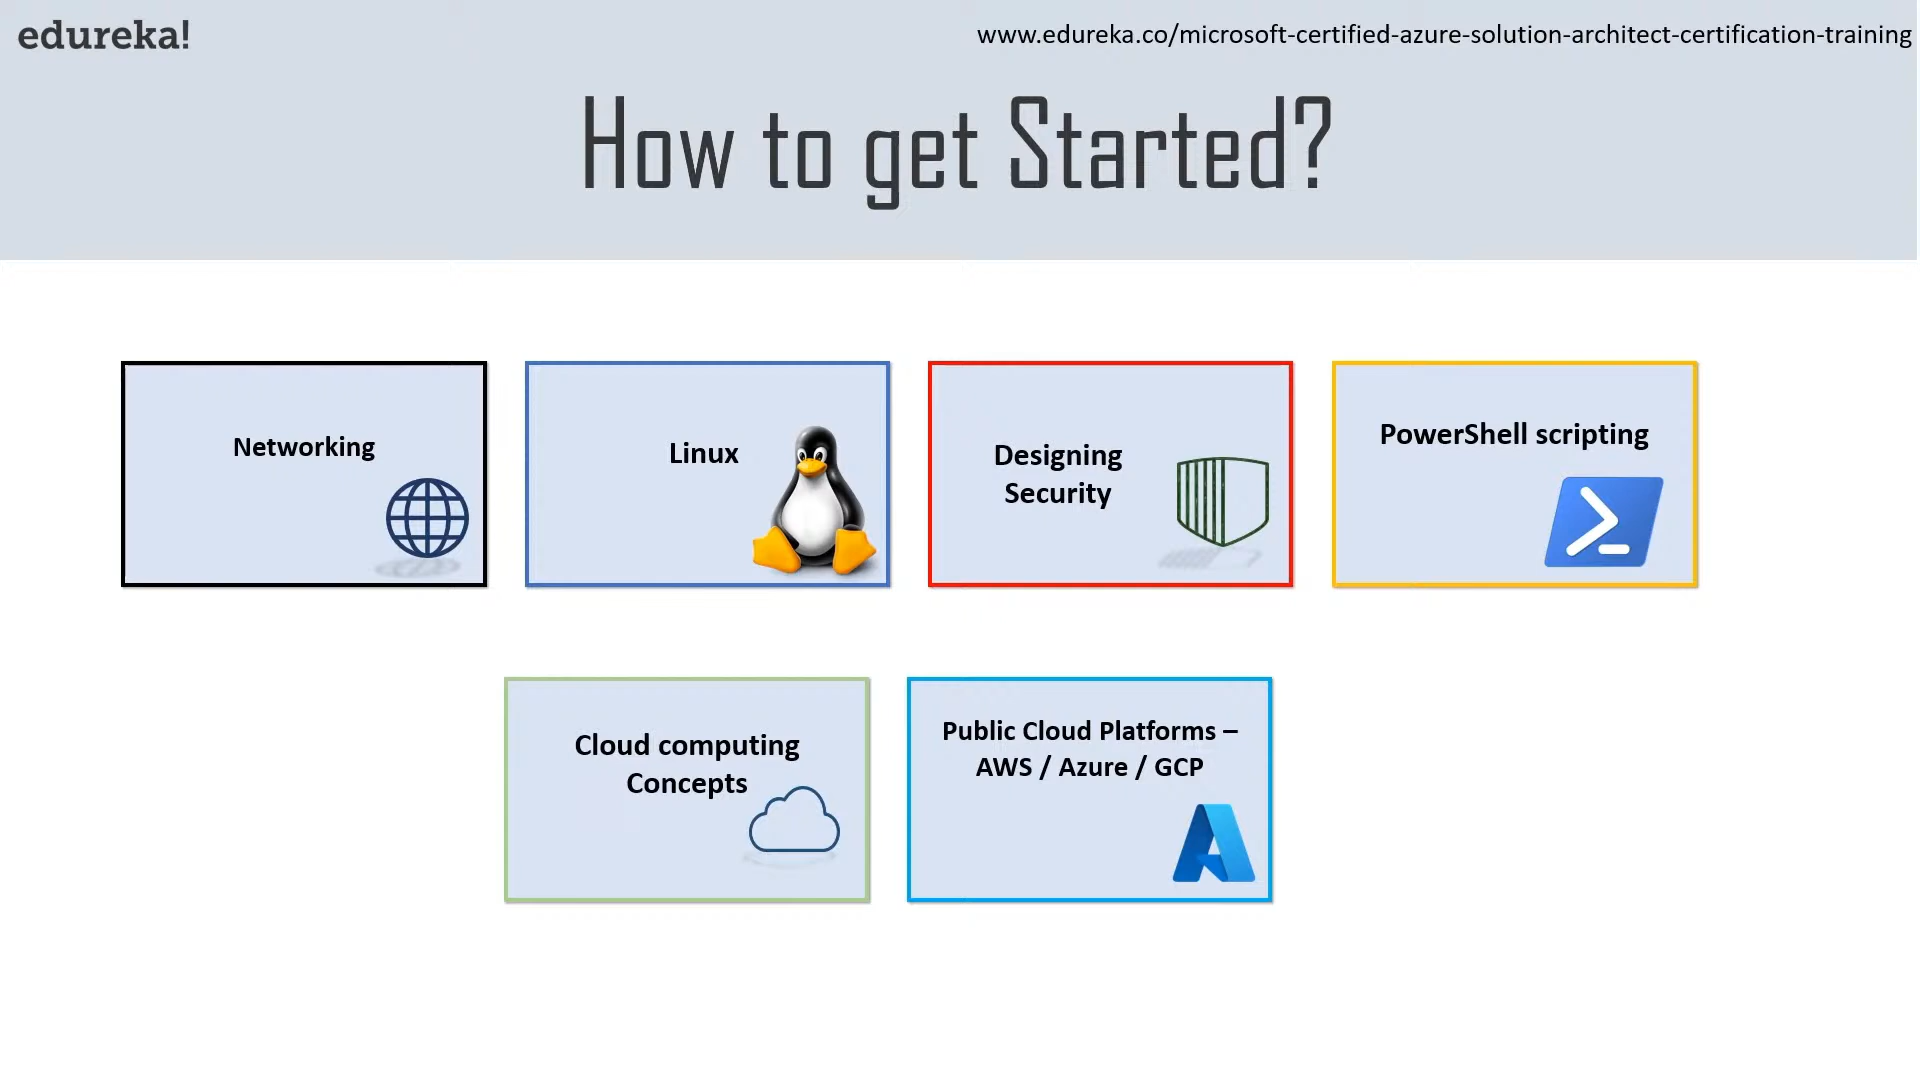 edureka!
www.edureka.co/microsoft-certified-azure-solution-architect-certification-training
How to get Started?
Networking
Linux
Designing
Security
PowerShell scripting
Cloud computing
Concepts
Public Cloud Platforms –
AWS / Azure / GCP